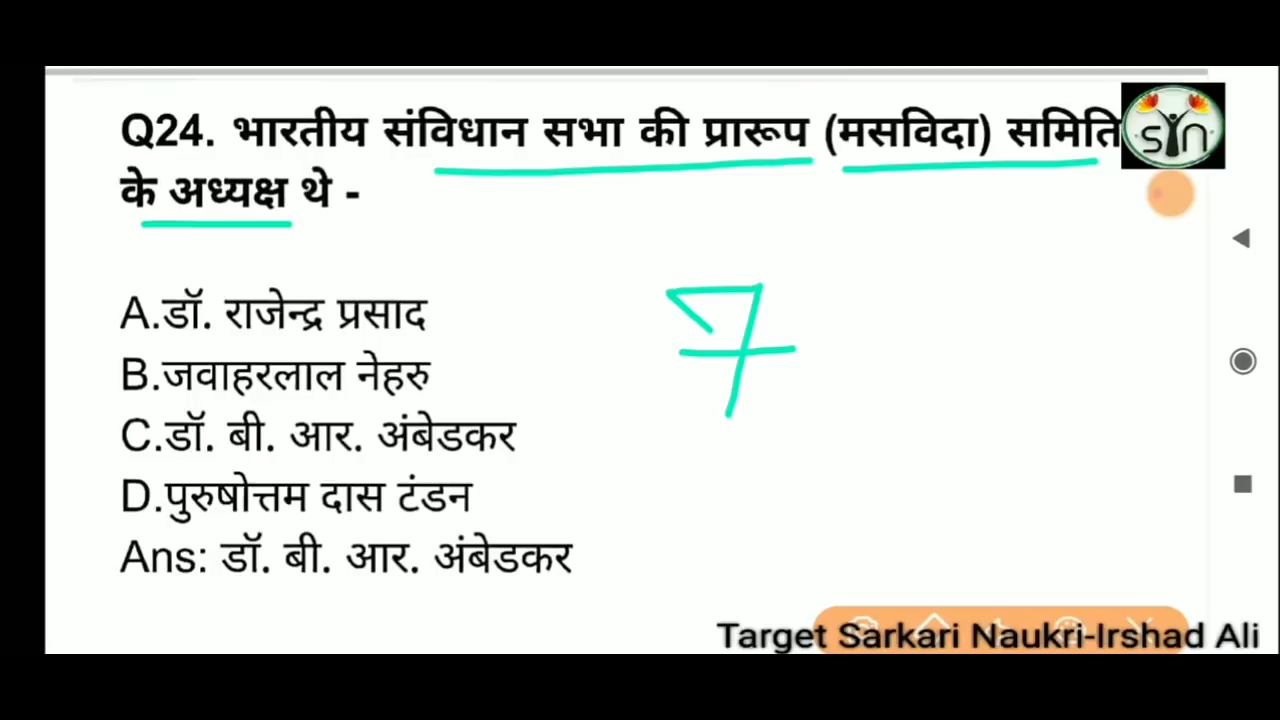 Q24. भारतीय संविधान सभा की प्रारूप (मसविदा) समिति
के अध्यक्ष थे -
A.डॉ. राजेन्द्र प्रसाद
B.जवाहरलाल नेहरु
C.डॉ. बी. आर. अंबेडकर
D.पुरुषोत्तम दास टंडन
Ans: डॉ. बी. आर. अंबेडकर
7
SYN
Target Sarkari Naukri-Irshad Ali